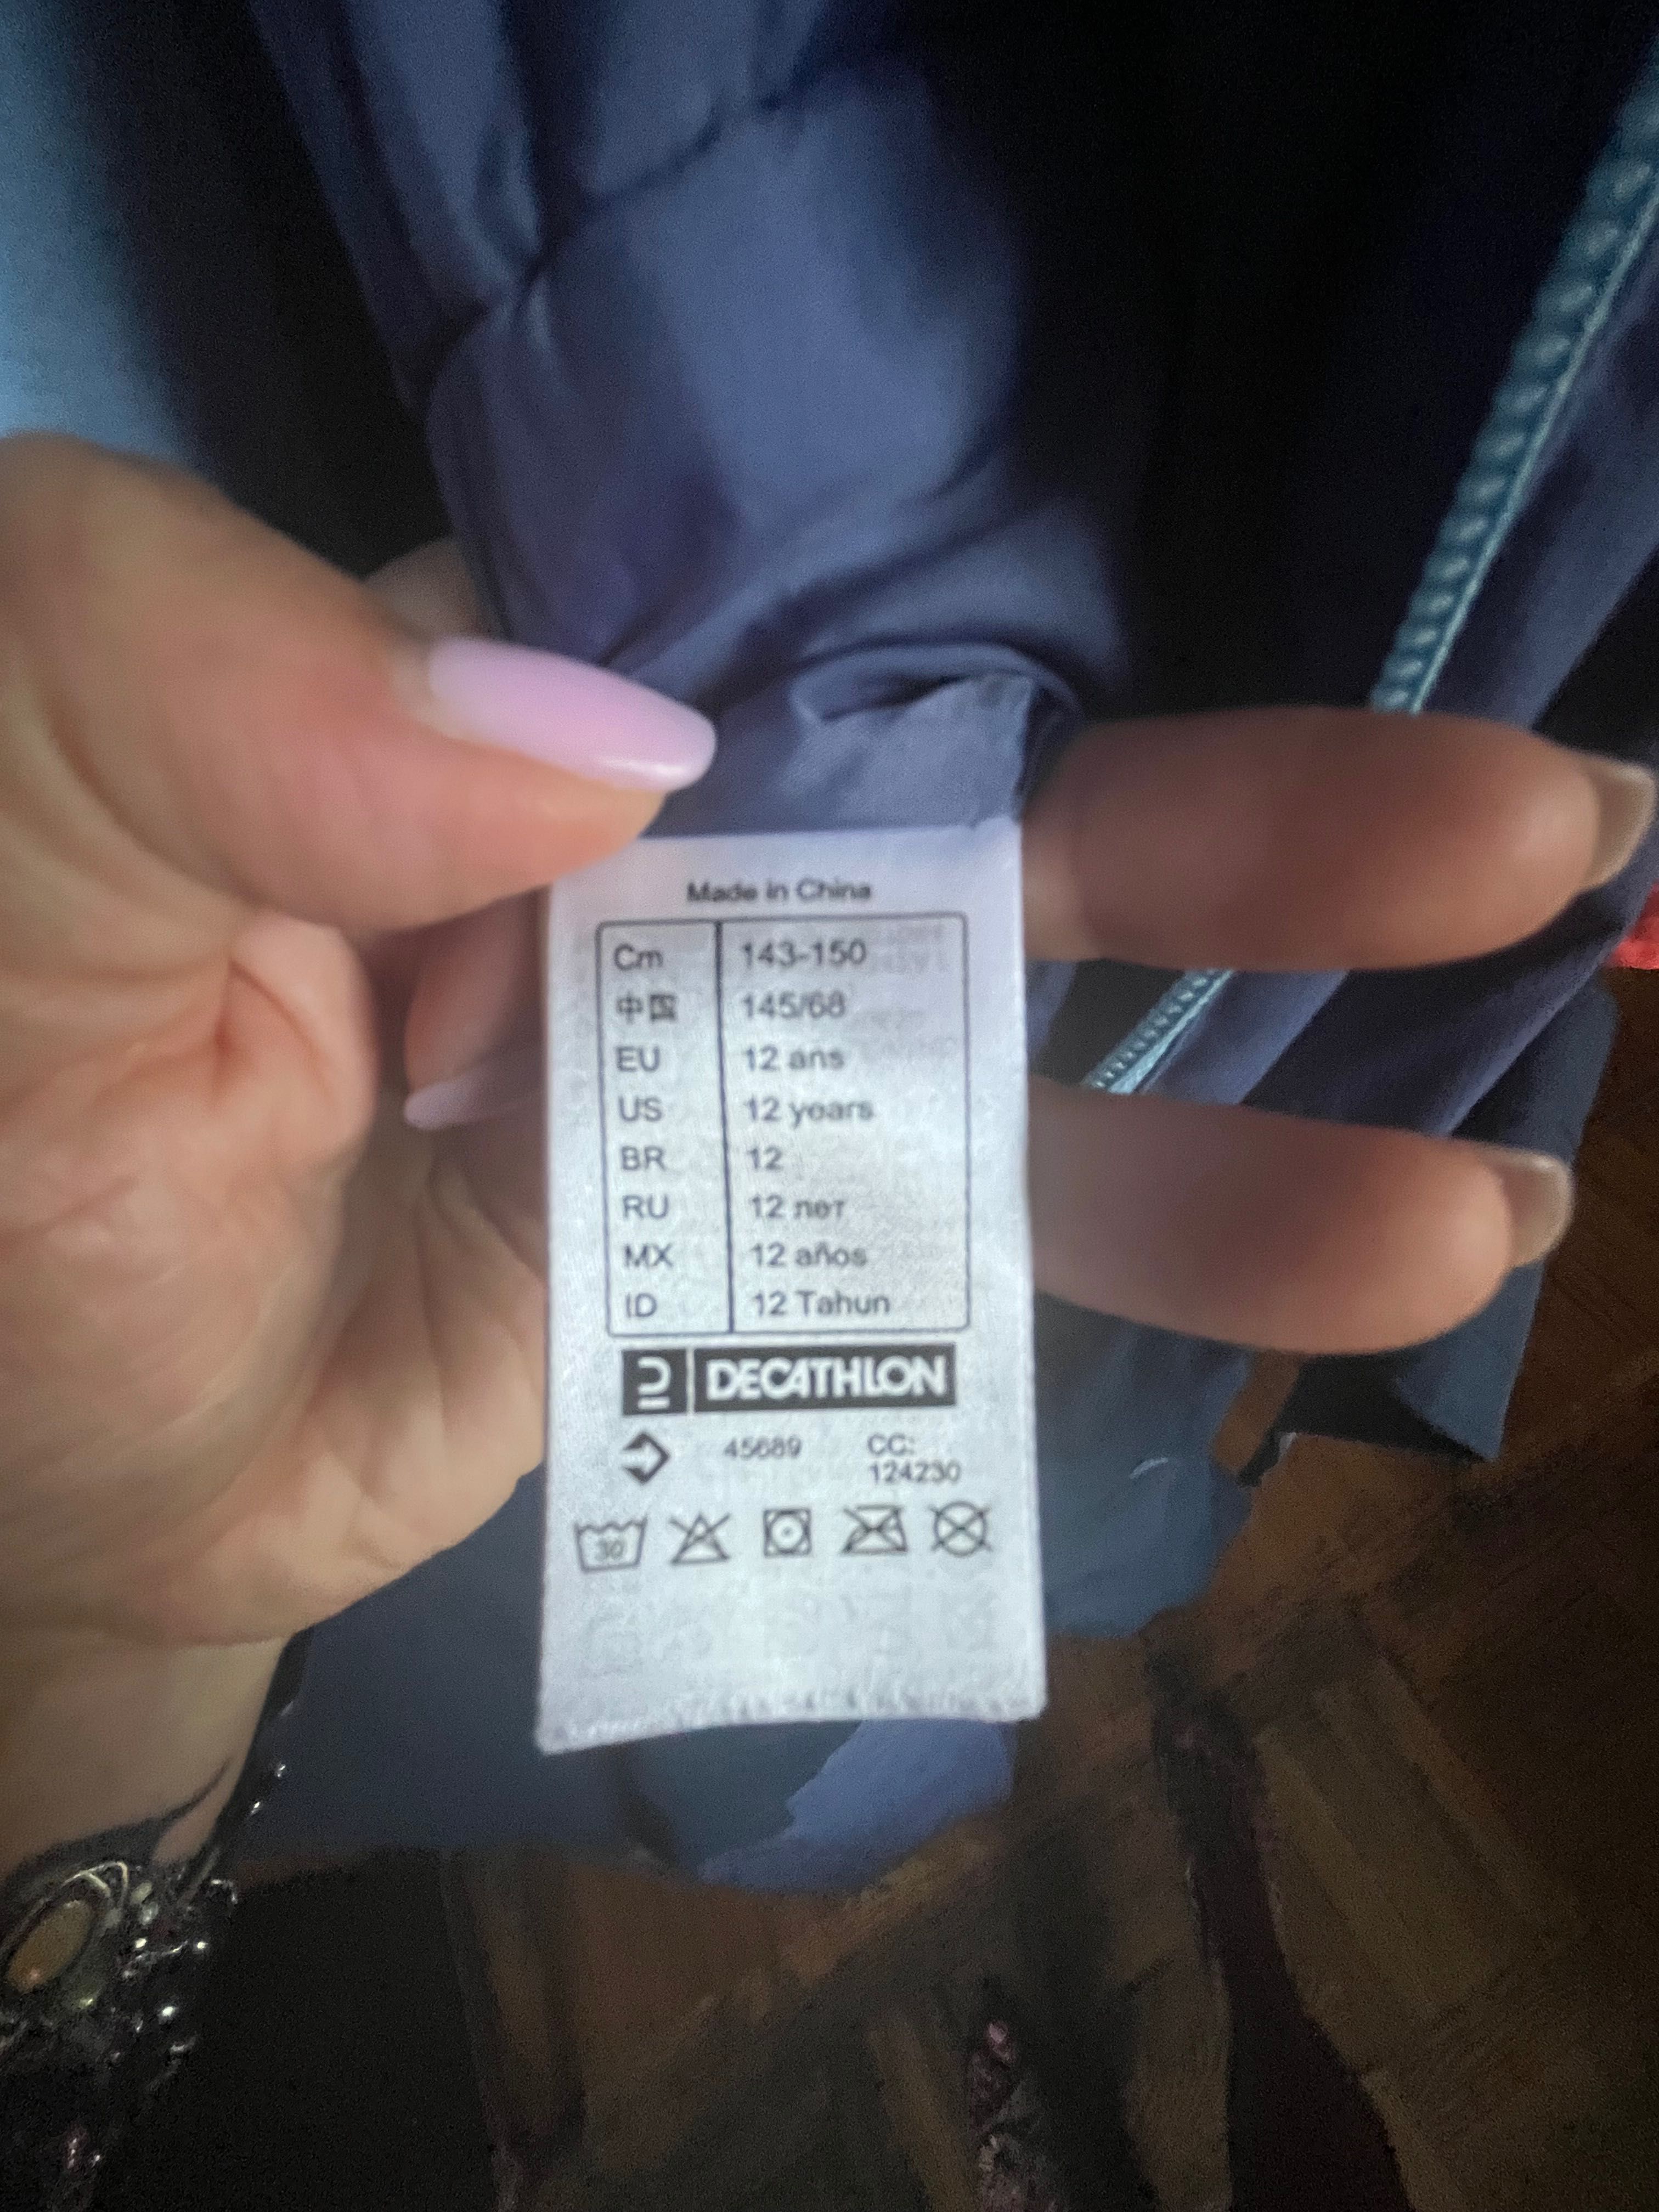 Made in China
Cm 143-150
中国 145/68
EU 12 ans
US 12 years
BR 12
RU 12 лет
MX 12 años
ID 12 Tahun
DECATHLON
45689 CC:
124230
30